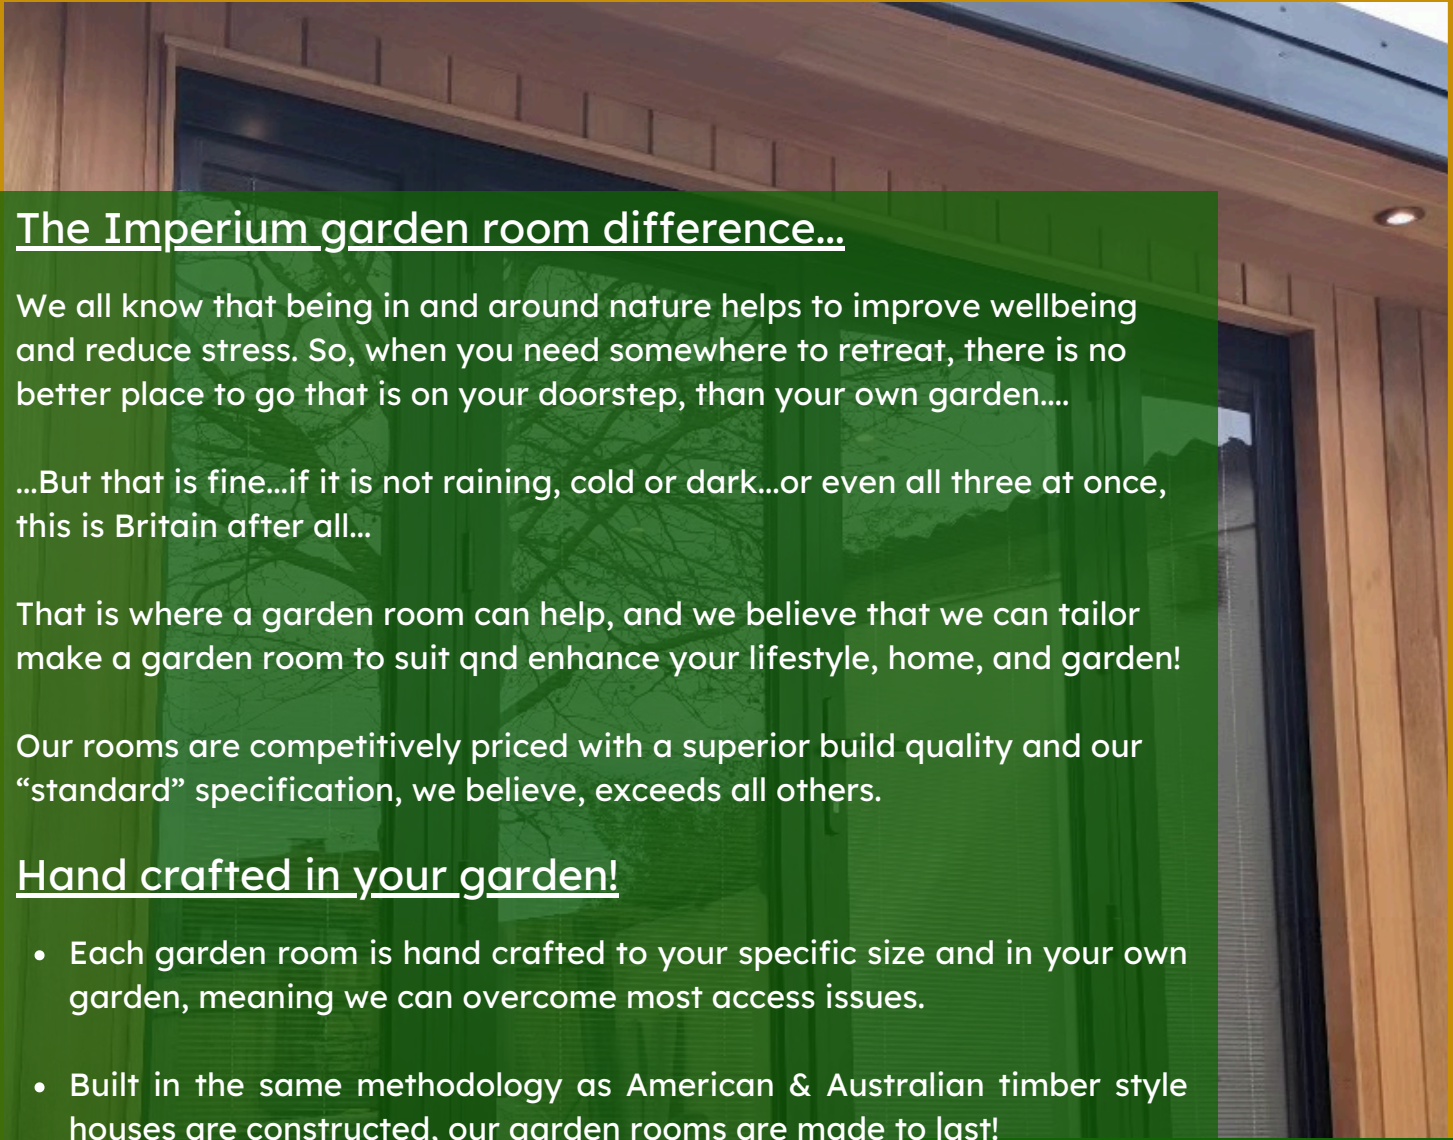 The Imperium garden room difference...
We all know that being in and around nature helps to improve wellbeing
and reduce stress. So, when you need somewhere to retreat, there is no
better place to go that is on your doorstep, than your own garden....
...But that is fine...if it is not raining, cold or dark...or even all three at once,
this is Britain after all...
That is where a garden room can help, and we believe that we can tailor
make a garden room to suit qnd enhance your lifestyle, home, and garden!
Our rooms are competitively priced with a superior build quality and our
“standard” specification, we believe, exceeds all others.
Hand crafted in your garden!
• Each garden room is hand crafted to your specific size and in your own
garden, meaning we can overcome most access issues.
• Built in the same methodology as American & Australian timber style
houses are constructed, our garden rooms are made to last!